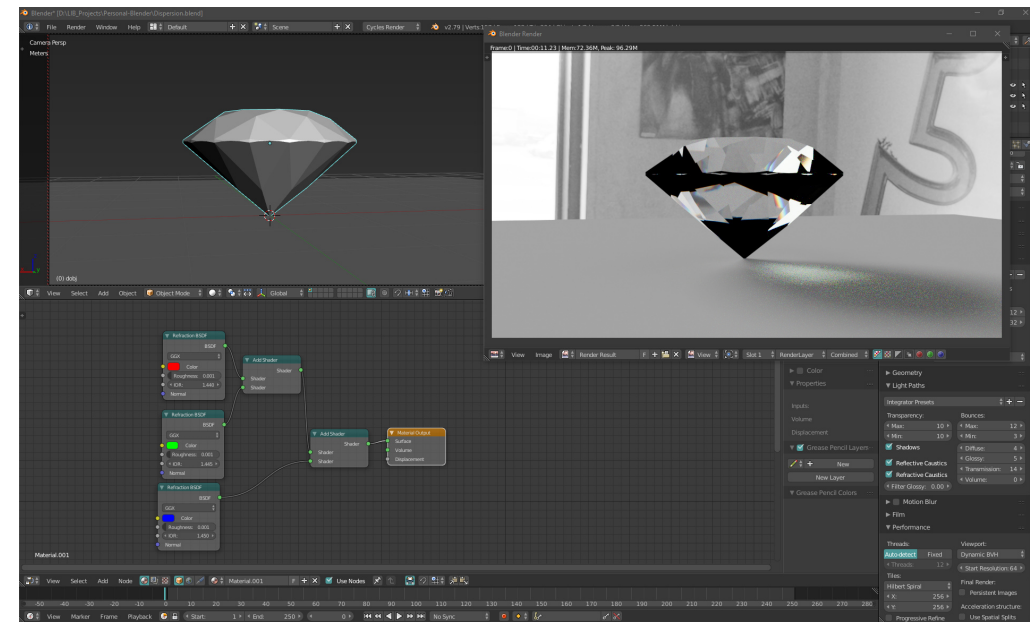 Blender* [D:\LIB_Projects\Personal-Blender\Dispersion.blend]
File Render Window Help Default Scene Cycles Render
Camera Persp
Meters
(0) dobj
View Select Add Object Object Mode Global
Blender Render
Frame:0 | Time:00:11.23 | Mem:72.36M, Peak: 96.29M
5
View Image Render Result F View Slot 1 RenderLayer Combined
Refraction BSDF
BSDF
GGX
Color
Roughness: 0.001
IOR: 1.440
Normal
Add Shader
Shader
Shader
Shader
Refraction BSDF
BSDF
GGX
Color
Roughness: 0.001
IOR: 1.445
Normal
Add Shader
Shader
Shader
Shader
Material Output
Surface
Volume
Displacement
Refraction BSDF
BSDF
GGX
Color
Roughness: 0.001
IOR: 1.450
Normal
Material.001
Color
Properties
Inputs:
Volume
Displacement
Grease Pencil Layers
New
New Layer
Grease Pencil Colors
Geometry
Light Paths
Integrator Presets
Transparency: Bounces:
Max: 10 Max: 12
Min: 10 Min: 3
Shadows Diffuse: 4
Glossy: 5
Reflective Caustics Transmission: 14
Refractive Caustics Volume: 0
Filter Glossy: 0.00
Motion Blur
Film
Performance
Threads: Viewport:
Auto-detect Fixed Dynamic BVH
Threads: 12 Start Resolution: 64
Tiles: Final Render:
Hilbert Spiral Persistent Images
X: 256 Acceleration structure:
Y: 256 Use Spatial Splits
Progressive Refine
View Select Add Node Material.001 F Use Nodes
-50 -40 -30 -20 -10 10 20 30 40 50 60 70 80 90 100 110 120 130 140 150 160 170 180 190 200 210 220 230 240 250 260 270 280
View Marker Frame Playback Start: 1 End: 250 0 No Sync